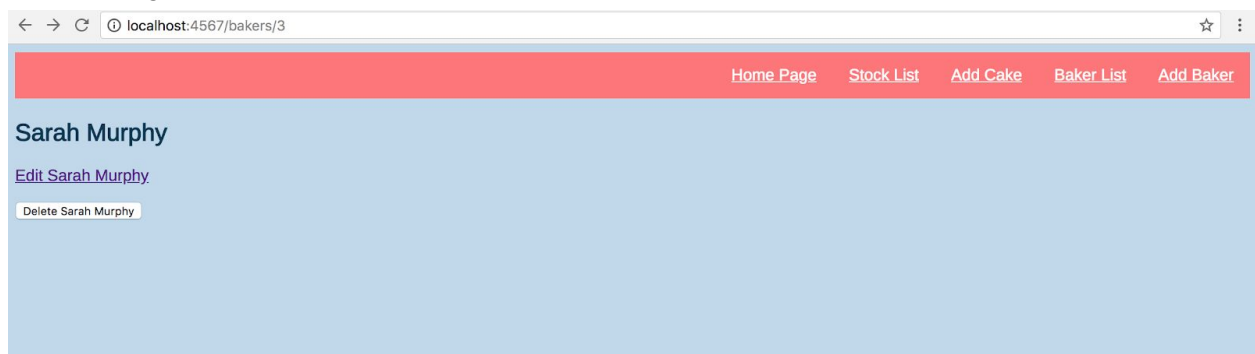 localhost:4567/bakers/3
Home Page Stock List Add Cake Baker List Add Baker
Sarah Murphy
Edit Sarah Murphy
Delete Sarah Murphy